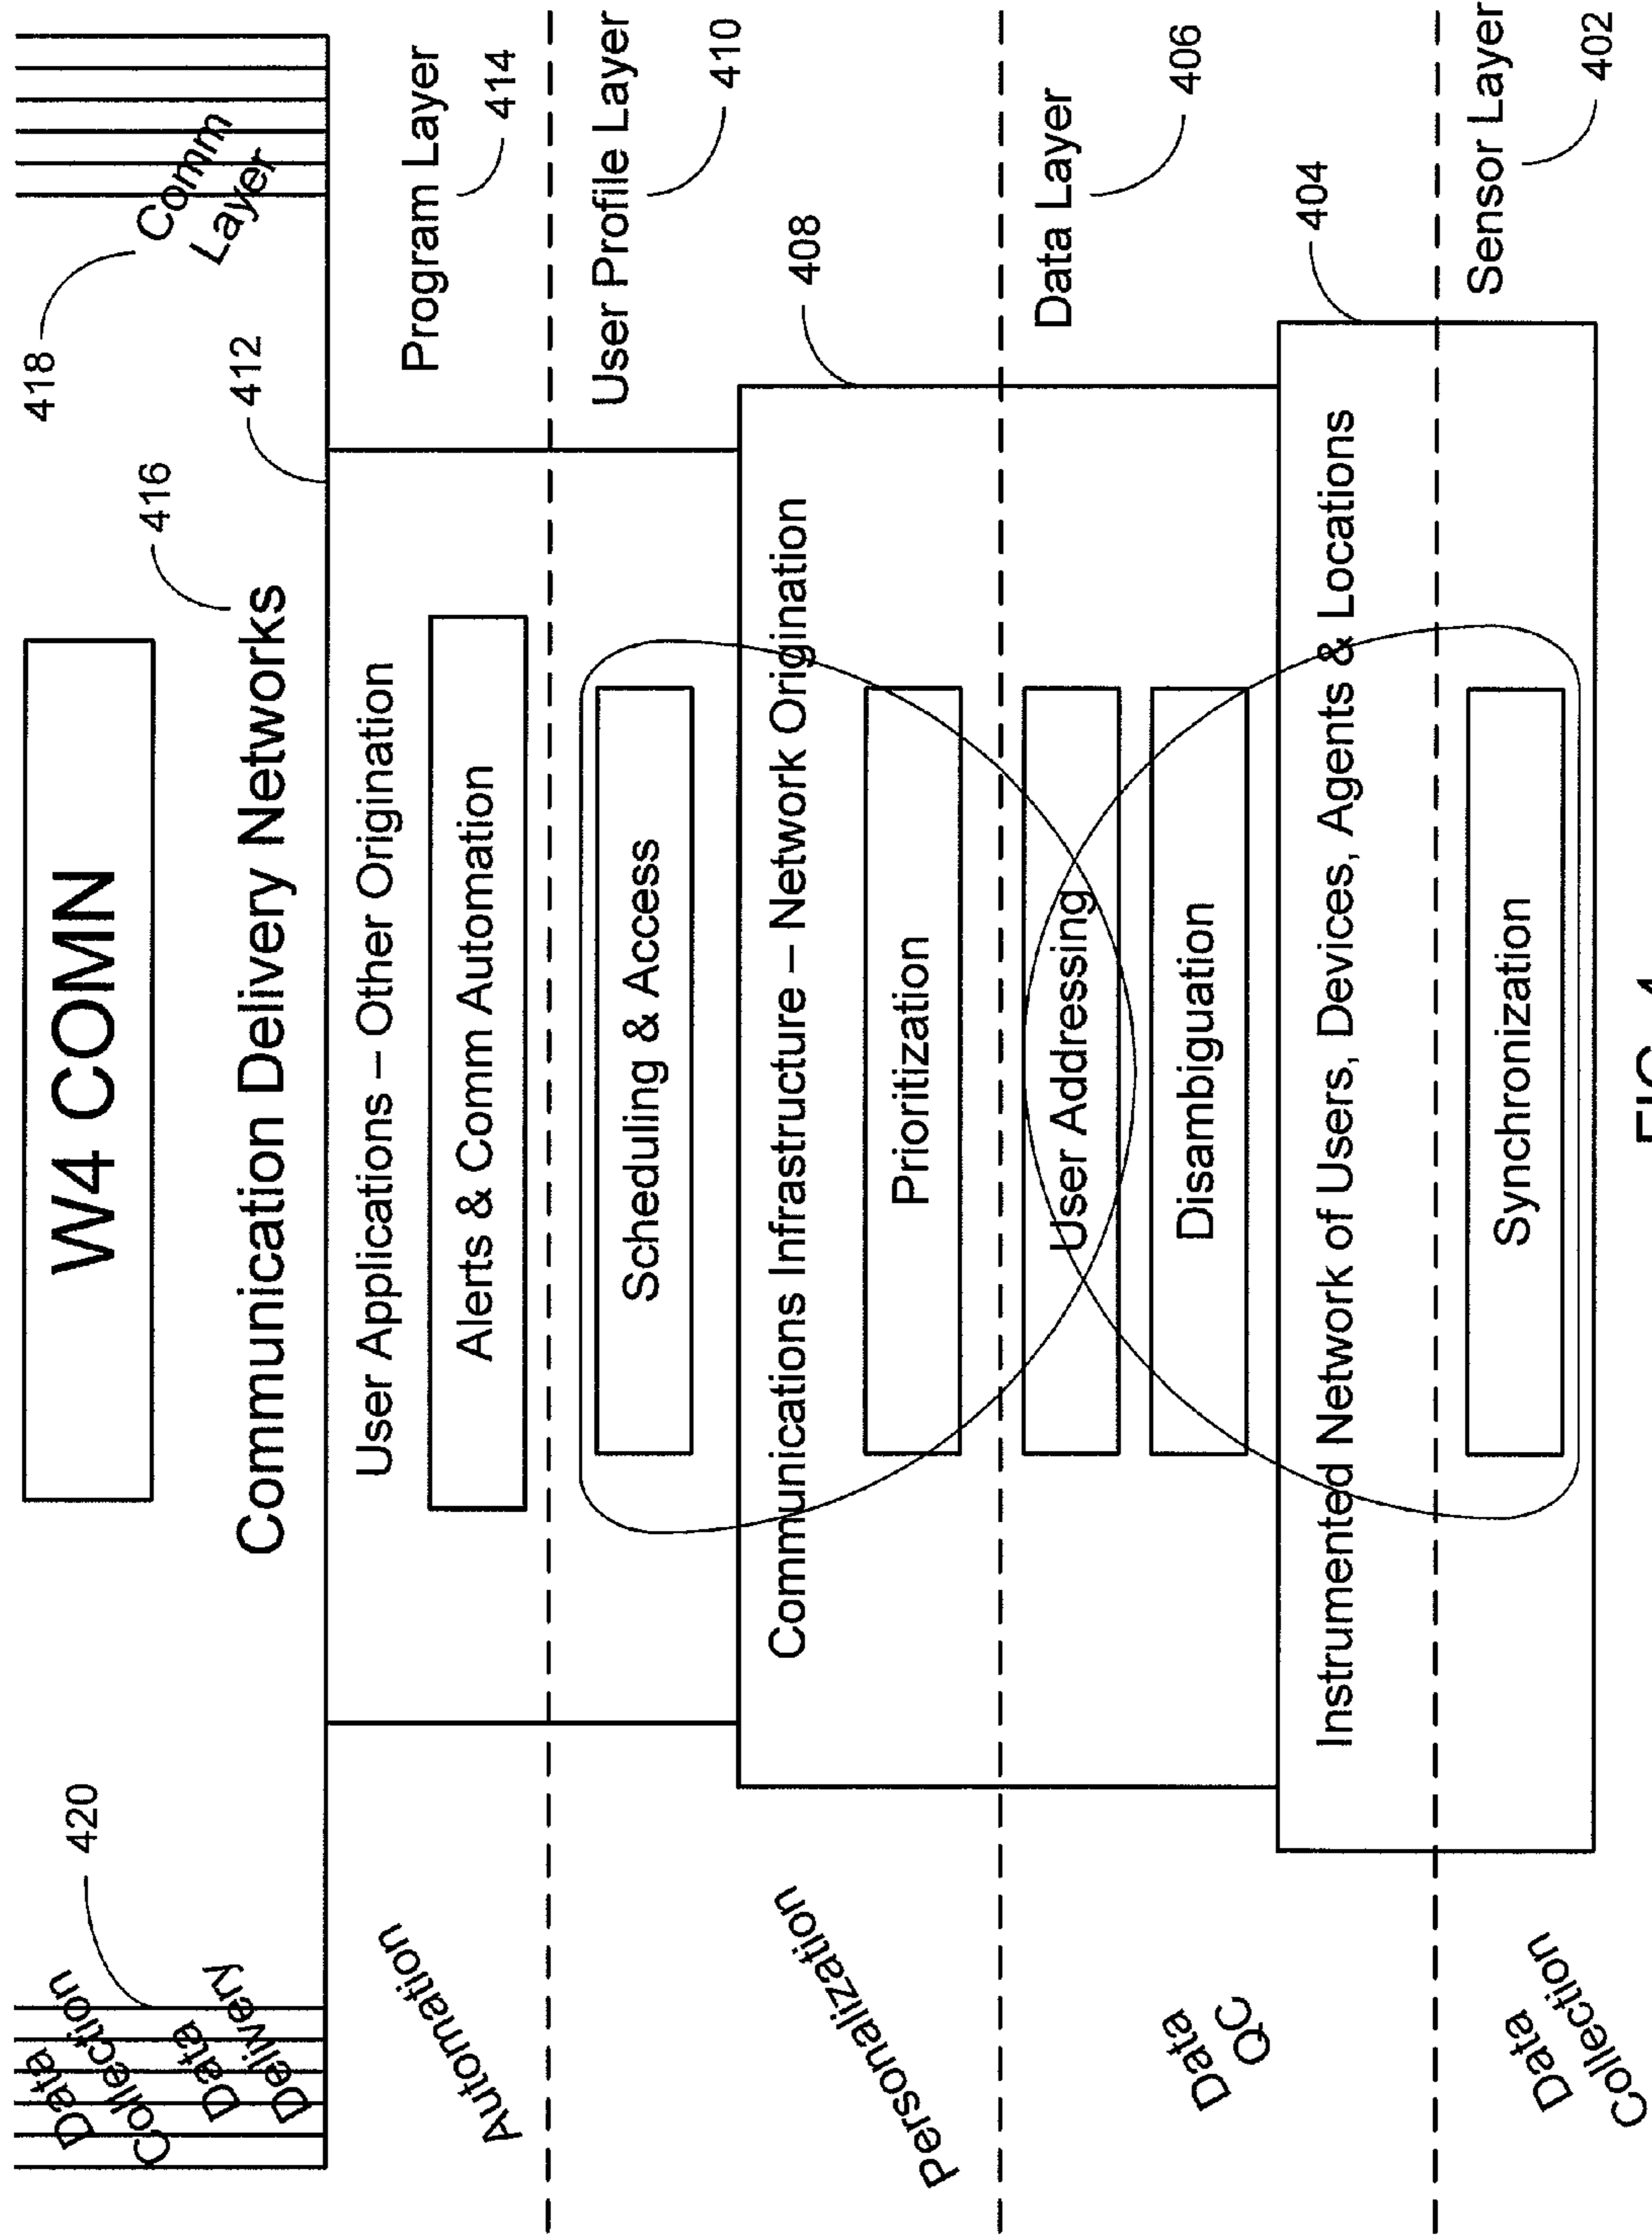 W4 COMN
418
Comm
Layer
420
Data
Collection
Data
Delivery
416
Communication Delivery Networks
412
User Applications – Other Origination
Program Layer
414
Automation
Alerts & Comm Automation
User Profile Layer
410
Scheduling & Access
408
Communications Infrastructure – Network Origination
Personalization
Prioritization
Data Layer
406
User Addressing
Data
QC
Disambiguation
404
Instrumented Network of Users, Devices, Agents & Locations
Sensor Layer
402
Data
Collection
Synchronization